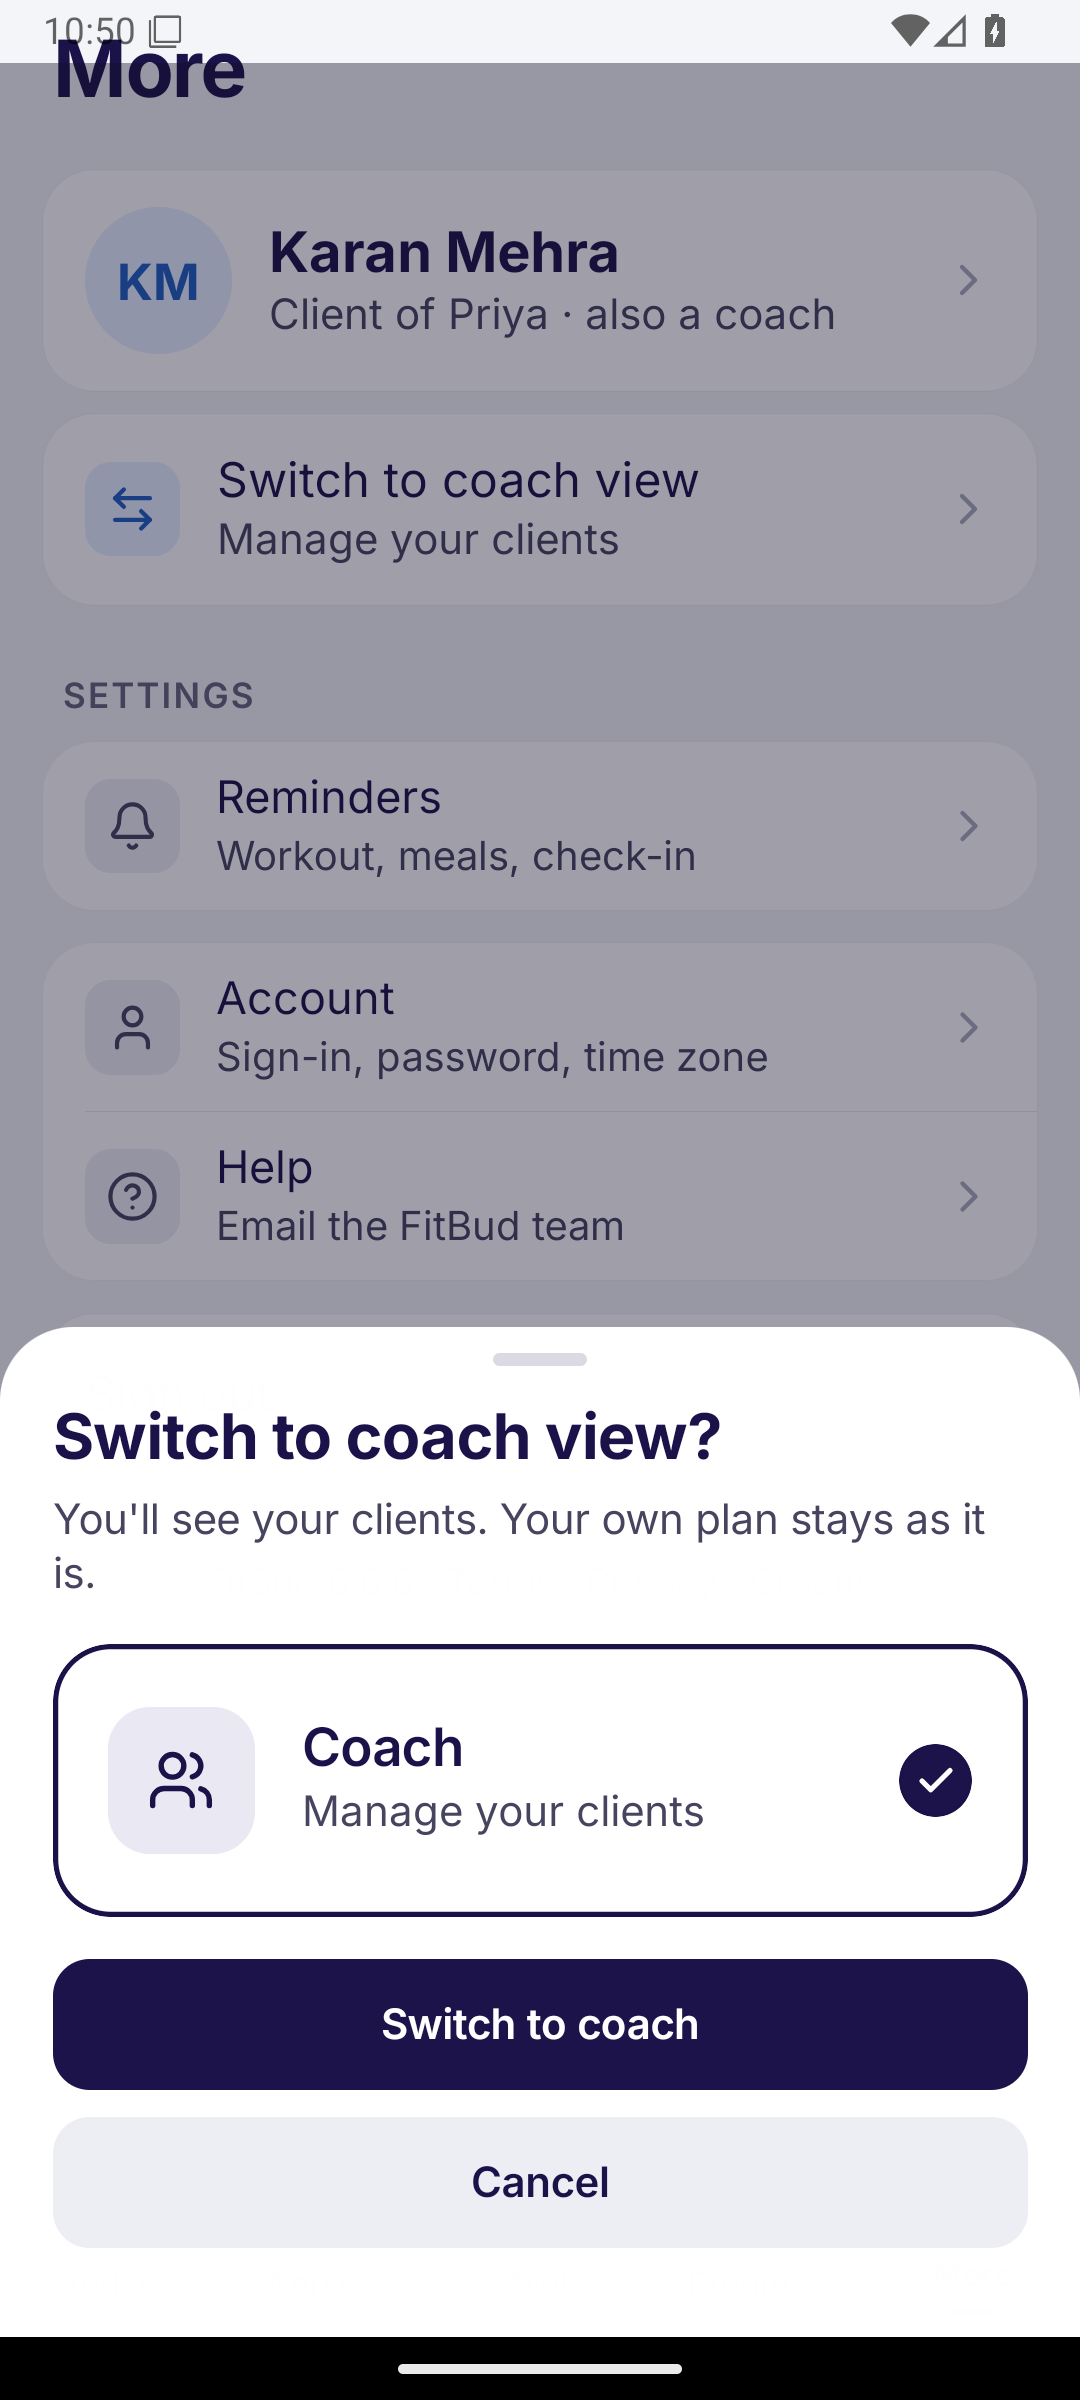 10:50
More
KM
Karan Mehra
Client of Priya · also a coach
Switch to coach view
Manage your clients
SETTINGS
Reminders
Workout, meals, check-in
Account
Sign-in, password, time zone
Help
Email the FitBud team
Switch to coach view?
You'll see your clients. Your own plan stays as it
is.
Coach
Manage your clients
Switch to coach
Cancel